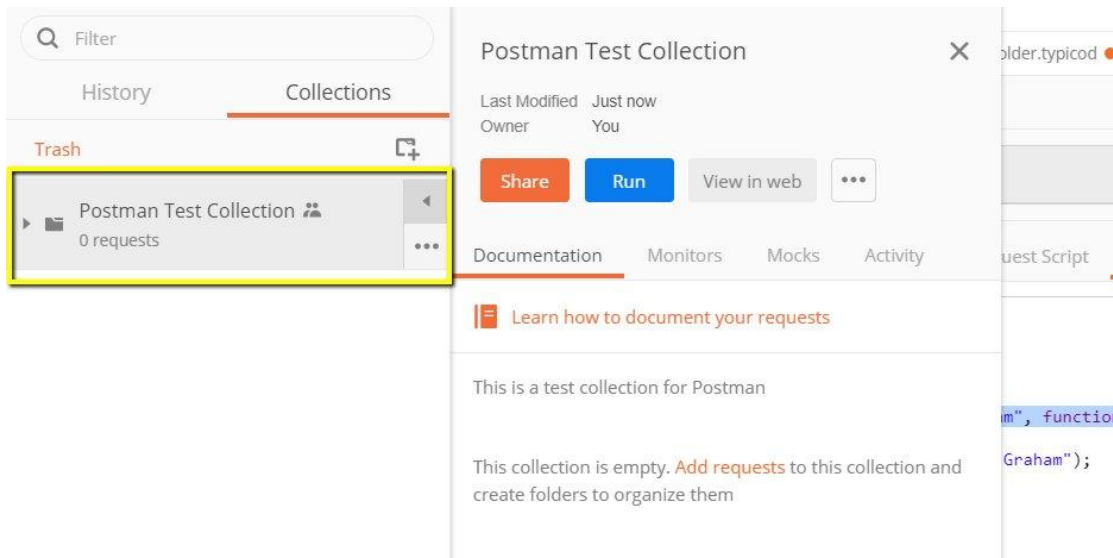 Filter
History Collections
Trash
Postman Test Collection
0 requests
Postman Test Collection
Last Modified Just now
Owner You
Share Run View in web
Documentation Monitors Mocks Activity
Learn how to document your requests
This is a test collection for Postman
This collection is empty. Add requests to this collection and
create folders to organize them
older.typicod
uest Script
m", function
Graham");